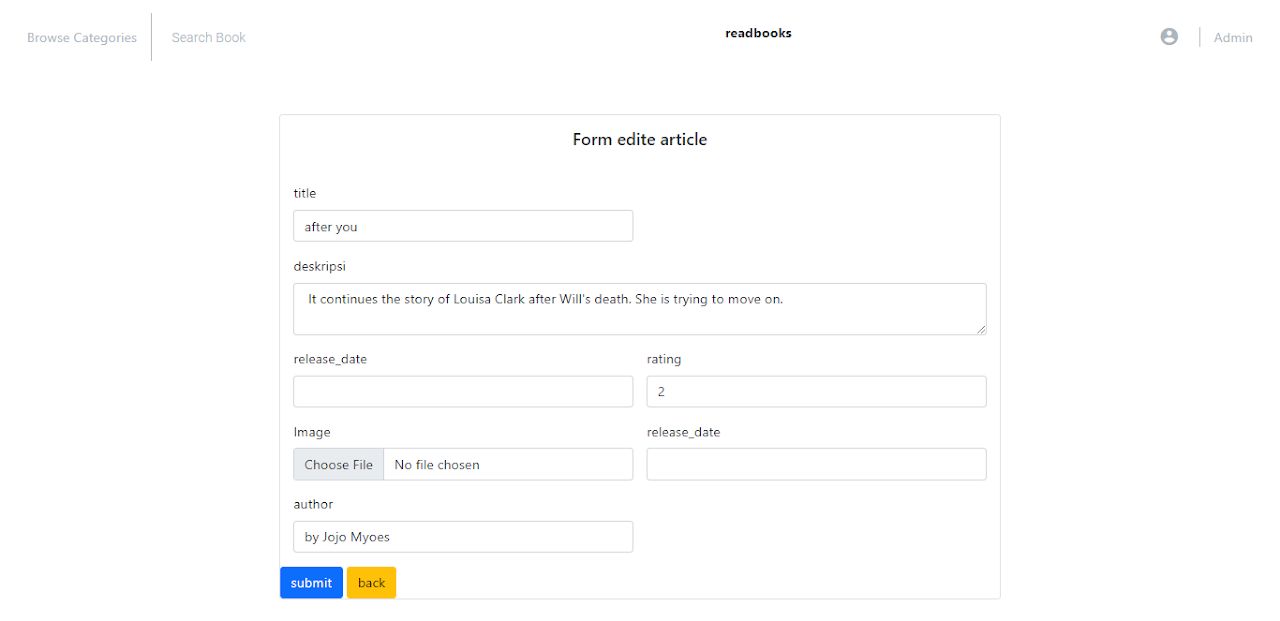 Browse Categories
Search Book
readbooks
Admin
Form edite article
title
after you
deskripsi
It continues the story of Louisa Clark after Will's death. She is trying to move on.
release_date
rating
2
Image
release_date
Choose File
No file chosen
author
by Jojo Myoes
submit
back